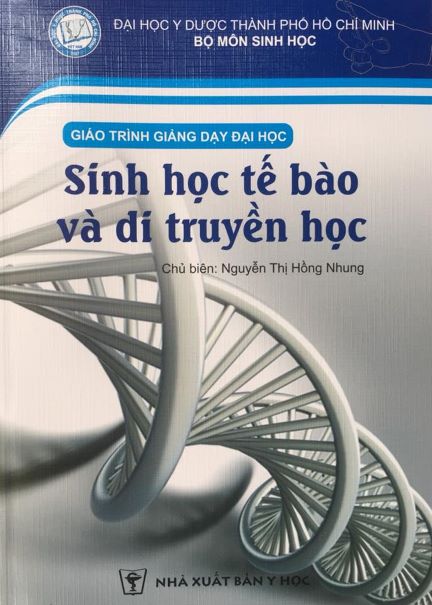 ĐẠI HỌC Y DƯỢC THÀNH PHỐ HỒ CHÍ MINH
BỘ MÔN SINH HỌC
GIÁO TRÌNH GIẢNG DẠY ĐẠI HỌC
Sinh học tế bào
và di truyền học
Chủ biên: Nguyễn Thị Hồng Nhung
NHÀ XUẤT BẢN Y HỌC